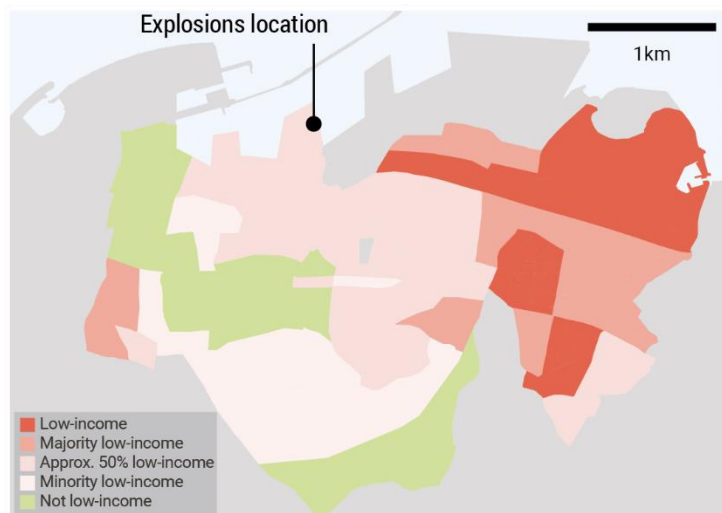 Explosions location
1km
Low-income
Majority low-income
Approx. 50% low-income
Minority low-income
Not low-income